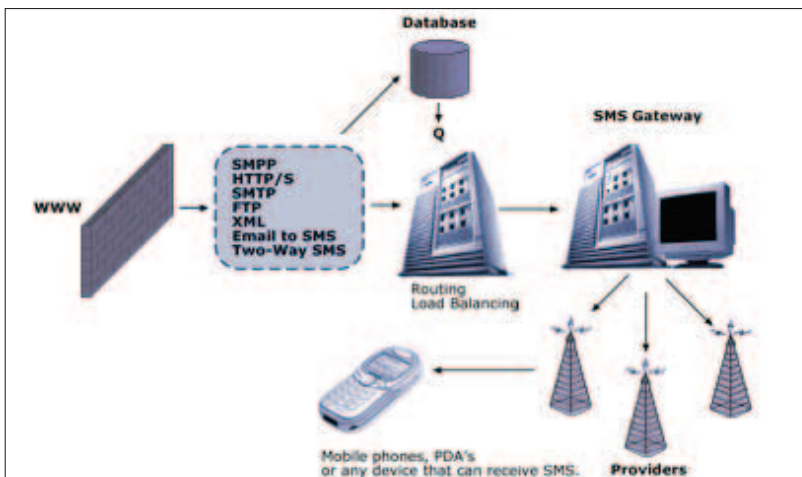 Database
Q
SMS Gateway
WWW
SMPP
HTTP/S
SMTP
FTP
XML
Email to SMS
Two-Way SMS
Routing
Load Balancing
Mobile phones, PDA's
or any device that can receive SMS.
Providers